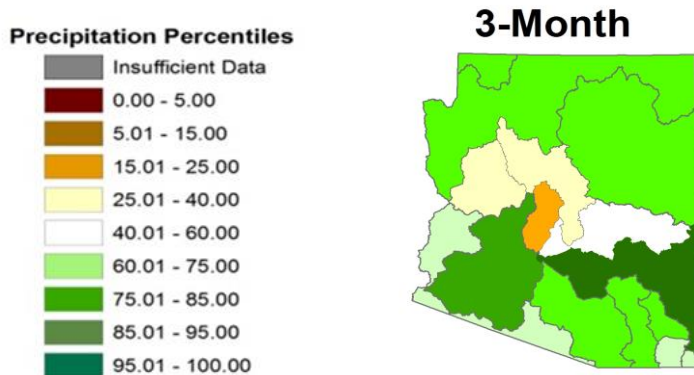 3-Month
Precipitation Percentiles
Insufficient Data
0.00 - 5.00
5.01 - 15.00
15.01 - 25.00
25.01 - 40.00
40.01 - 60.00
60.01 - 75.00
75.01 - 85.00
85.01 - 95.00
95.01 - 100.00